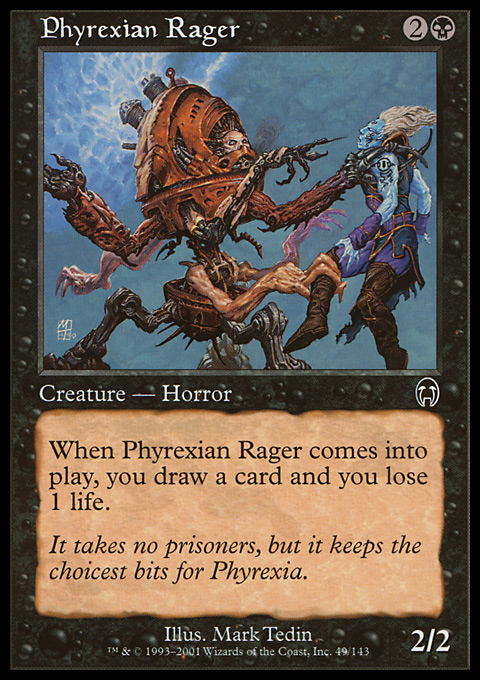 Phyrexian Rager 2
Creature — Horror
When Phyrexian Rager comes into
play, you draw a card and you lose
1 life.
It takes no prisoners, but it keeps the
choicest bits for Phyrexia.
Illus. Mark Tedin
™ & © 1993–2001 Wizards of the Coast, Inc. 49/143
2/2